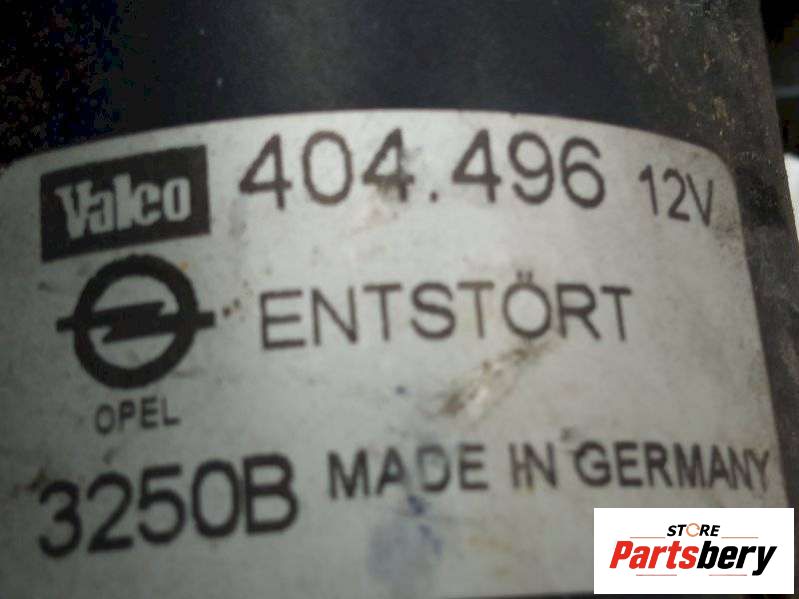 Valeo 404.496 12V
ENTSTÖRT
OPEL
3250B MADE IN GERMANY
STORE
Partsbery